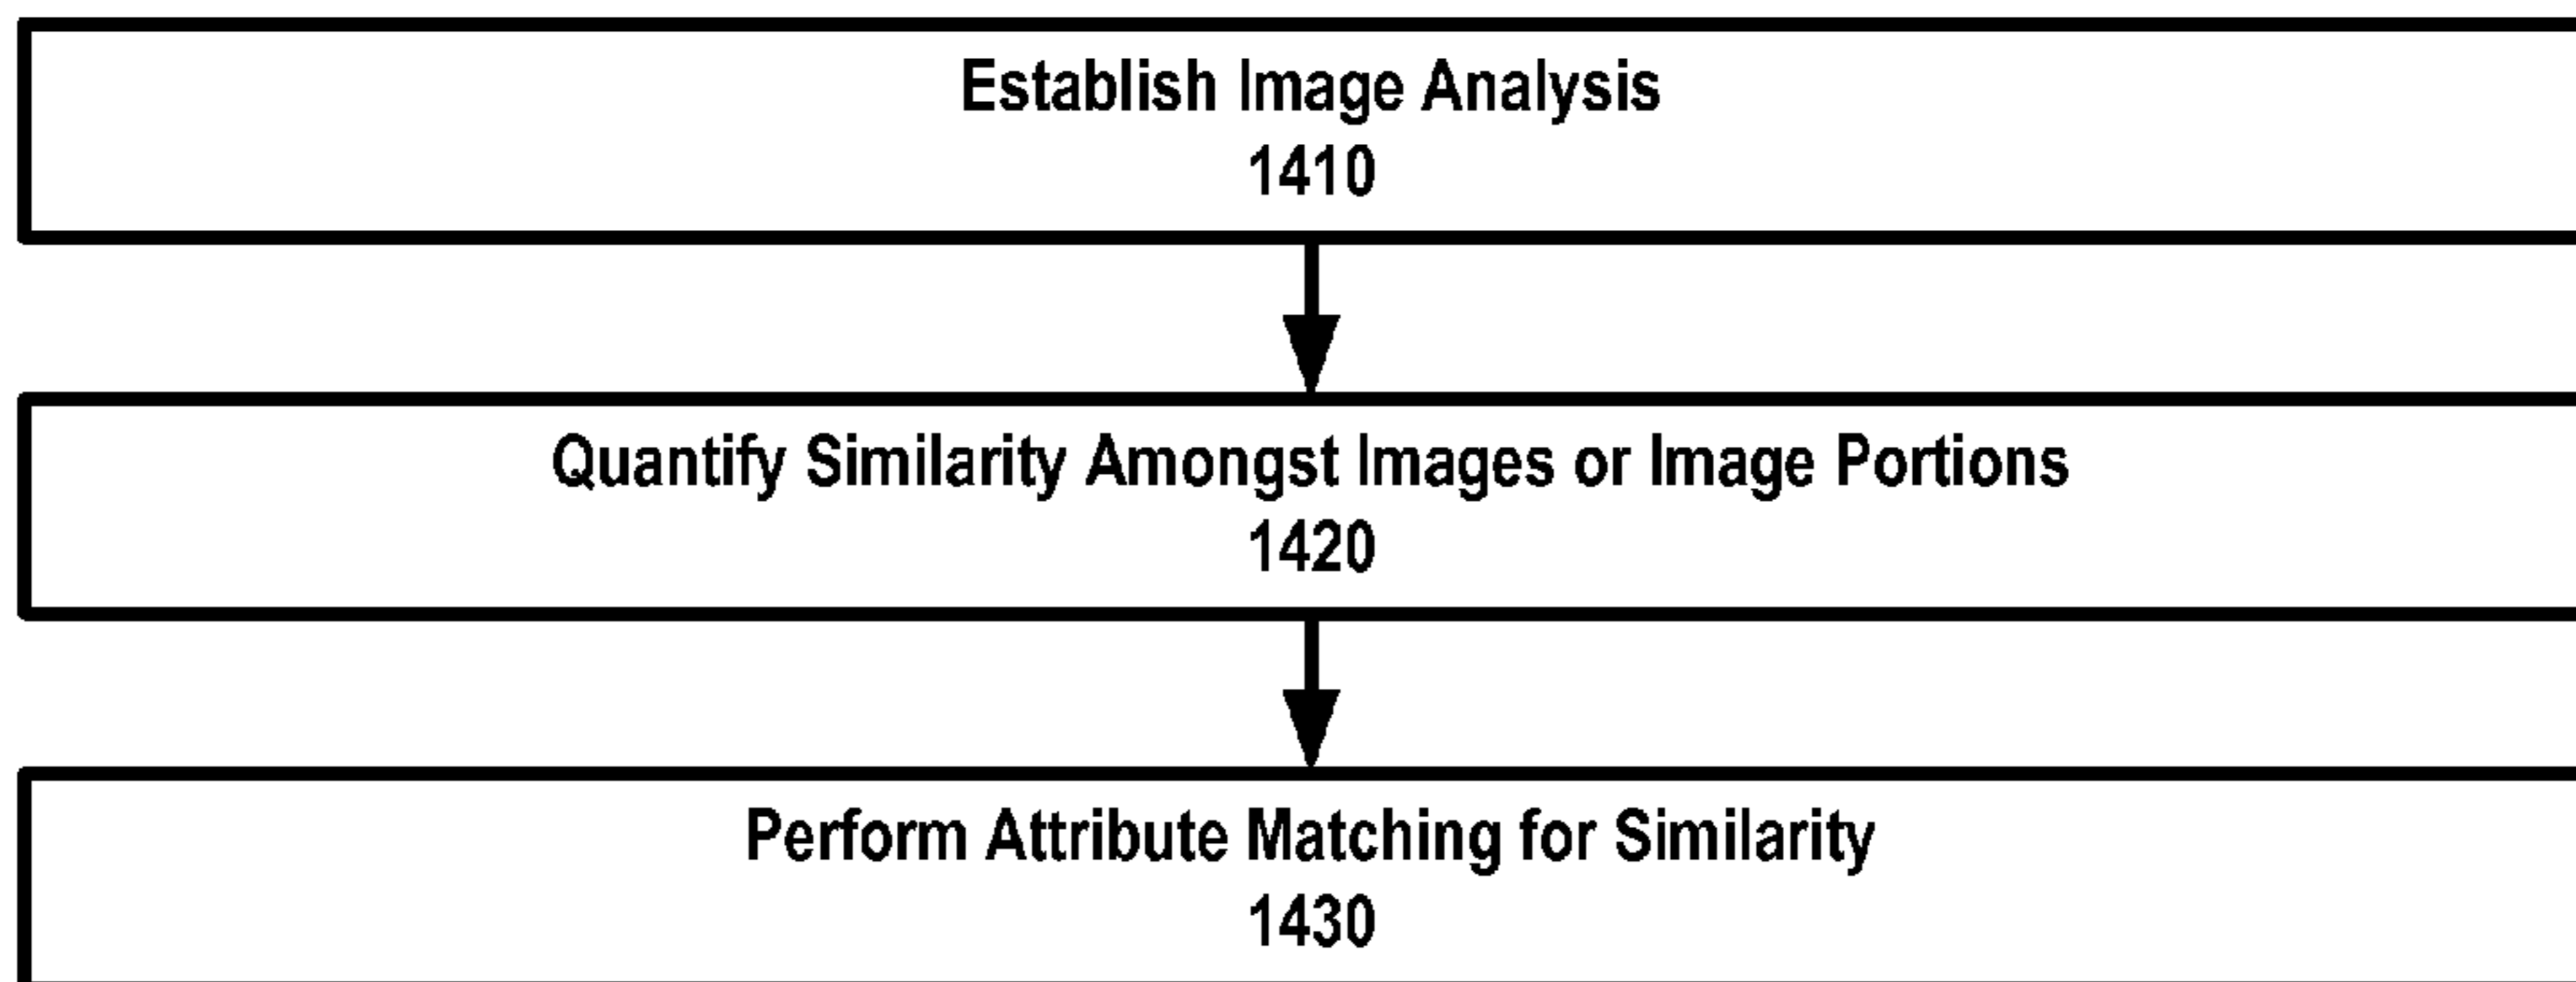 Establish Image Analysis
1410
Quantify Similarity Amongst Images or Image Portions
1420
Perform Attribute Matching for Similarity
1430